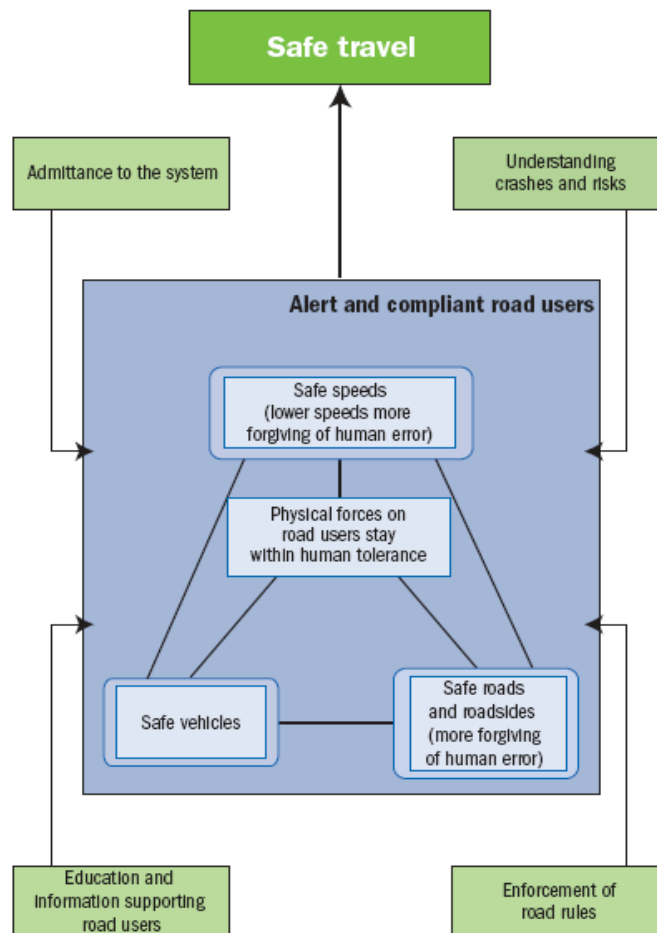 Safe travel
Admittance to the system
Understanding
crashes and risks
Alert and compliant road users
Safe speeds
(lower speeds more
forgiving of human error)
Physical forces on
road users stay
within human tolerance
Safe vehicles
Safe roads
and roadsides
(more forgiving
of human error)
Education and
information supporting
road users
Enforcement of
road rules